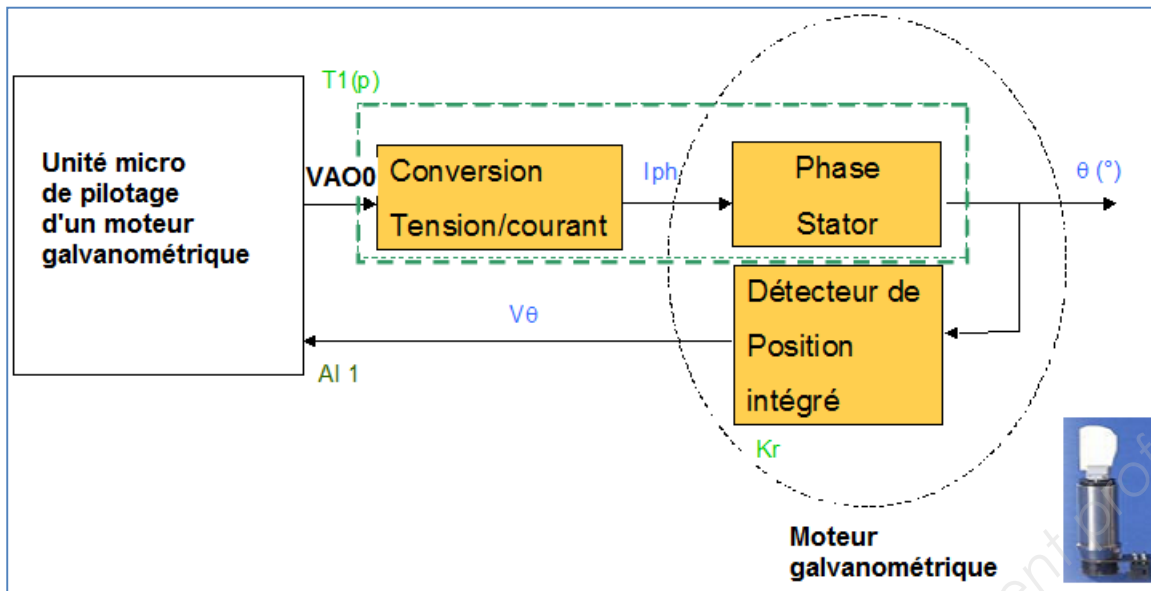 T1(p)
Unité micro
de pilotage
d'un moteur
galvanométrique
VAO0
Conversion
Tension/courant
Iph
Phase
Stator
θ (°)
Vθ
AI 1
Détecteur de
Position
intégré
Kr
Moteur
galvanométrique